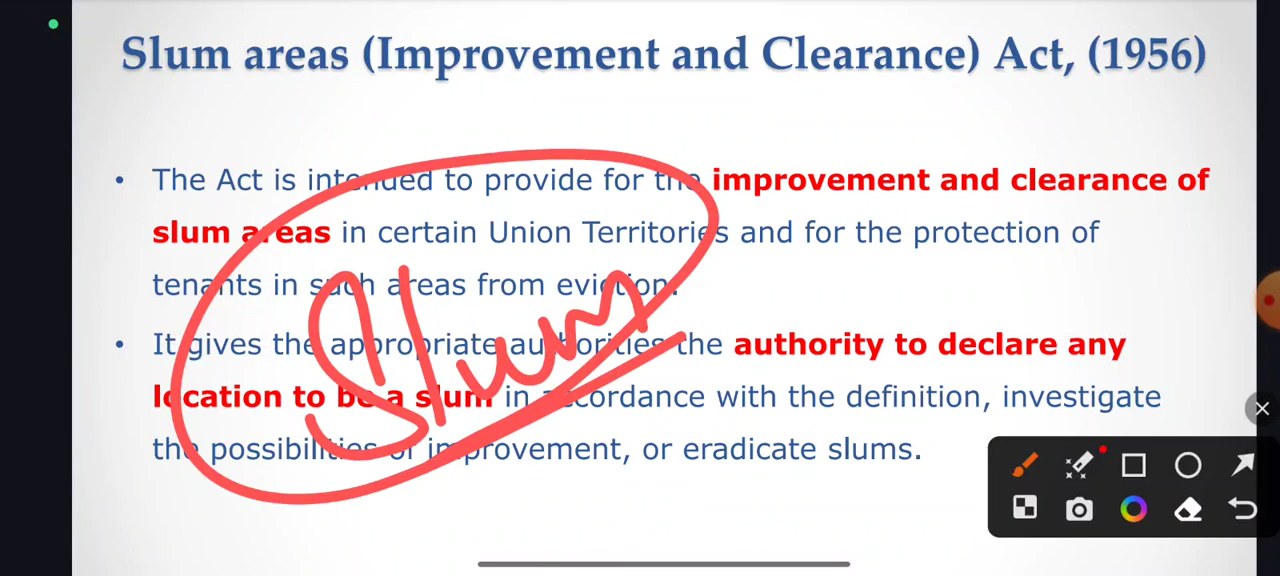 Slum areas (Improvement and Clearance) Act, (1956)
• The Act is intended to provide for the improvement and clearance of
slum areas in certain Union Territories and for the protection of
tenants in such areas from eviction.
• It gives the appropriate authorities the authority to declare any
location to be a slum in accordance with the definition, investigate
the possibilities of improvement, or eradicate slums.
Slum